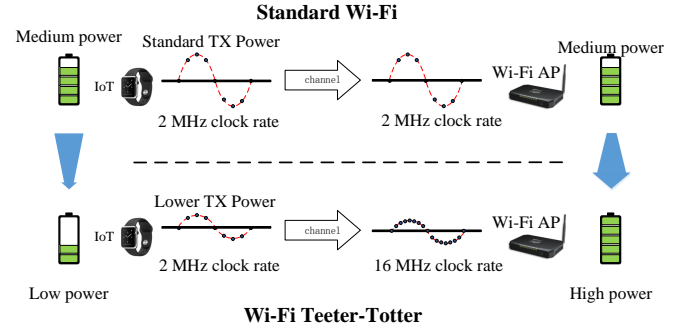 Standard Wi-Fi
Medium power
Standard TX Power
Medium power
IoT
channel
Wi-Fi AP
2 MHz clock rate
2 MHz clock rate
Lower TX Power
Wi-Fi AP
IoT
channel
2 MHz clock rate
16 MHz clock rate
Low power
High power
Wi-Fi Teeter-Totter